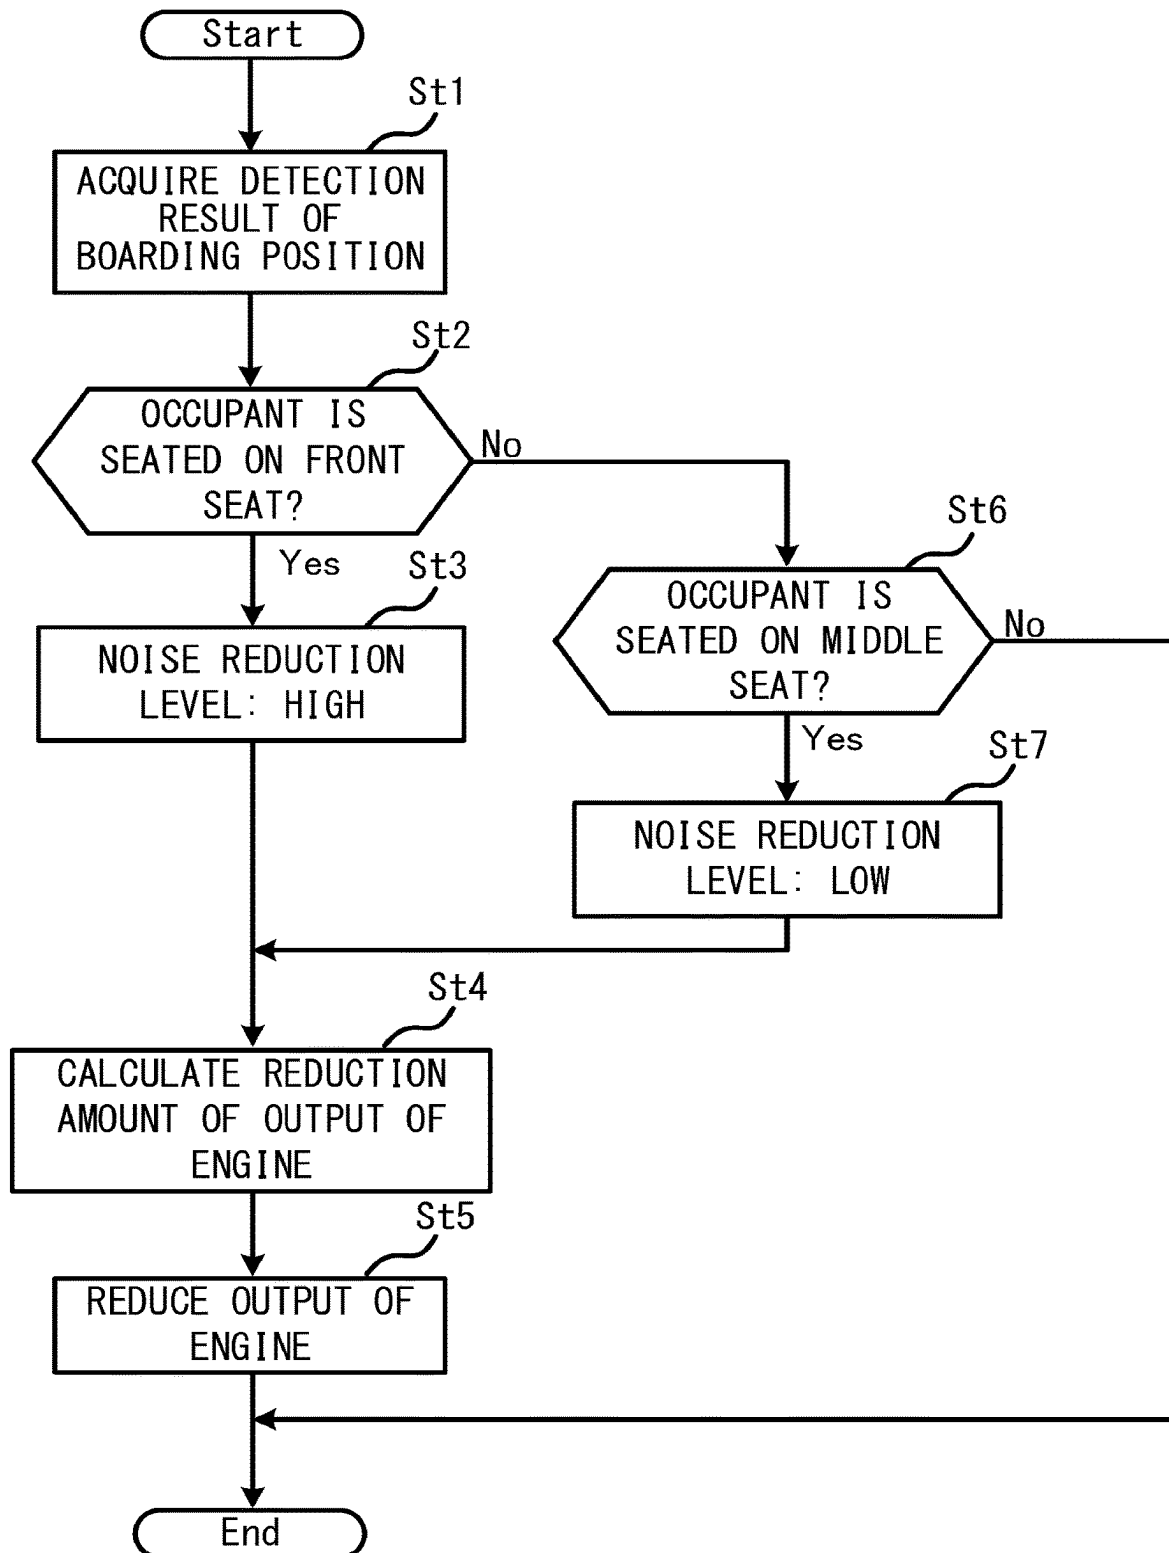 Start
St1
ACQUIRE DETECTION
RESULT OF
BOARDING POSITION
St2
OCCUPANT IS
SEATED ON FRONT
SEAT?
No
Yes
St3
NOISE REDUCTION
LEVEL: HIGH
St6
OCCUPANT IS
SEATED ON MIDDLE
SEAT?
No
Yes
St7
NOISE REDUCTION
LEVEL: LOW
St4
CALCULATE REDUCTION
AMOUNT OF OUTPUT OF
ENGINE
St5
REDUCE OUTPUT OF
ENGINE
End